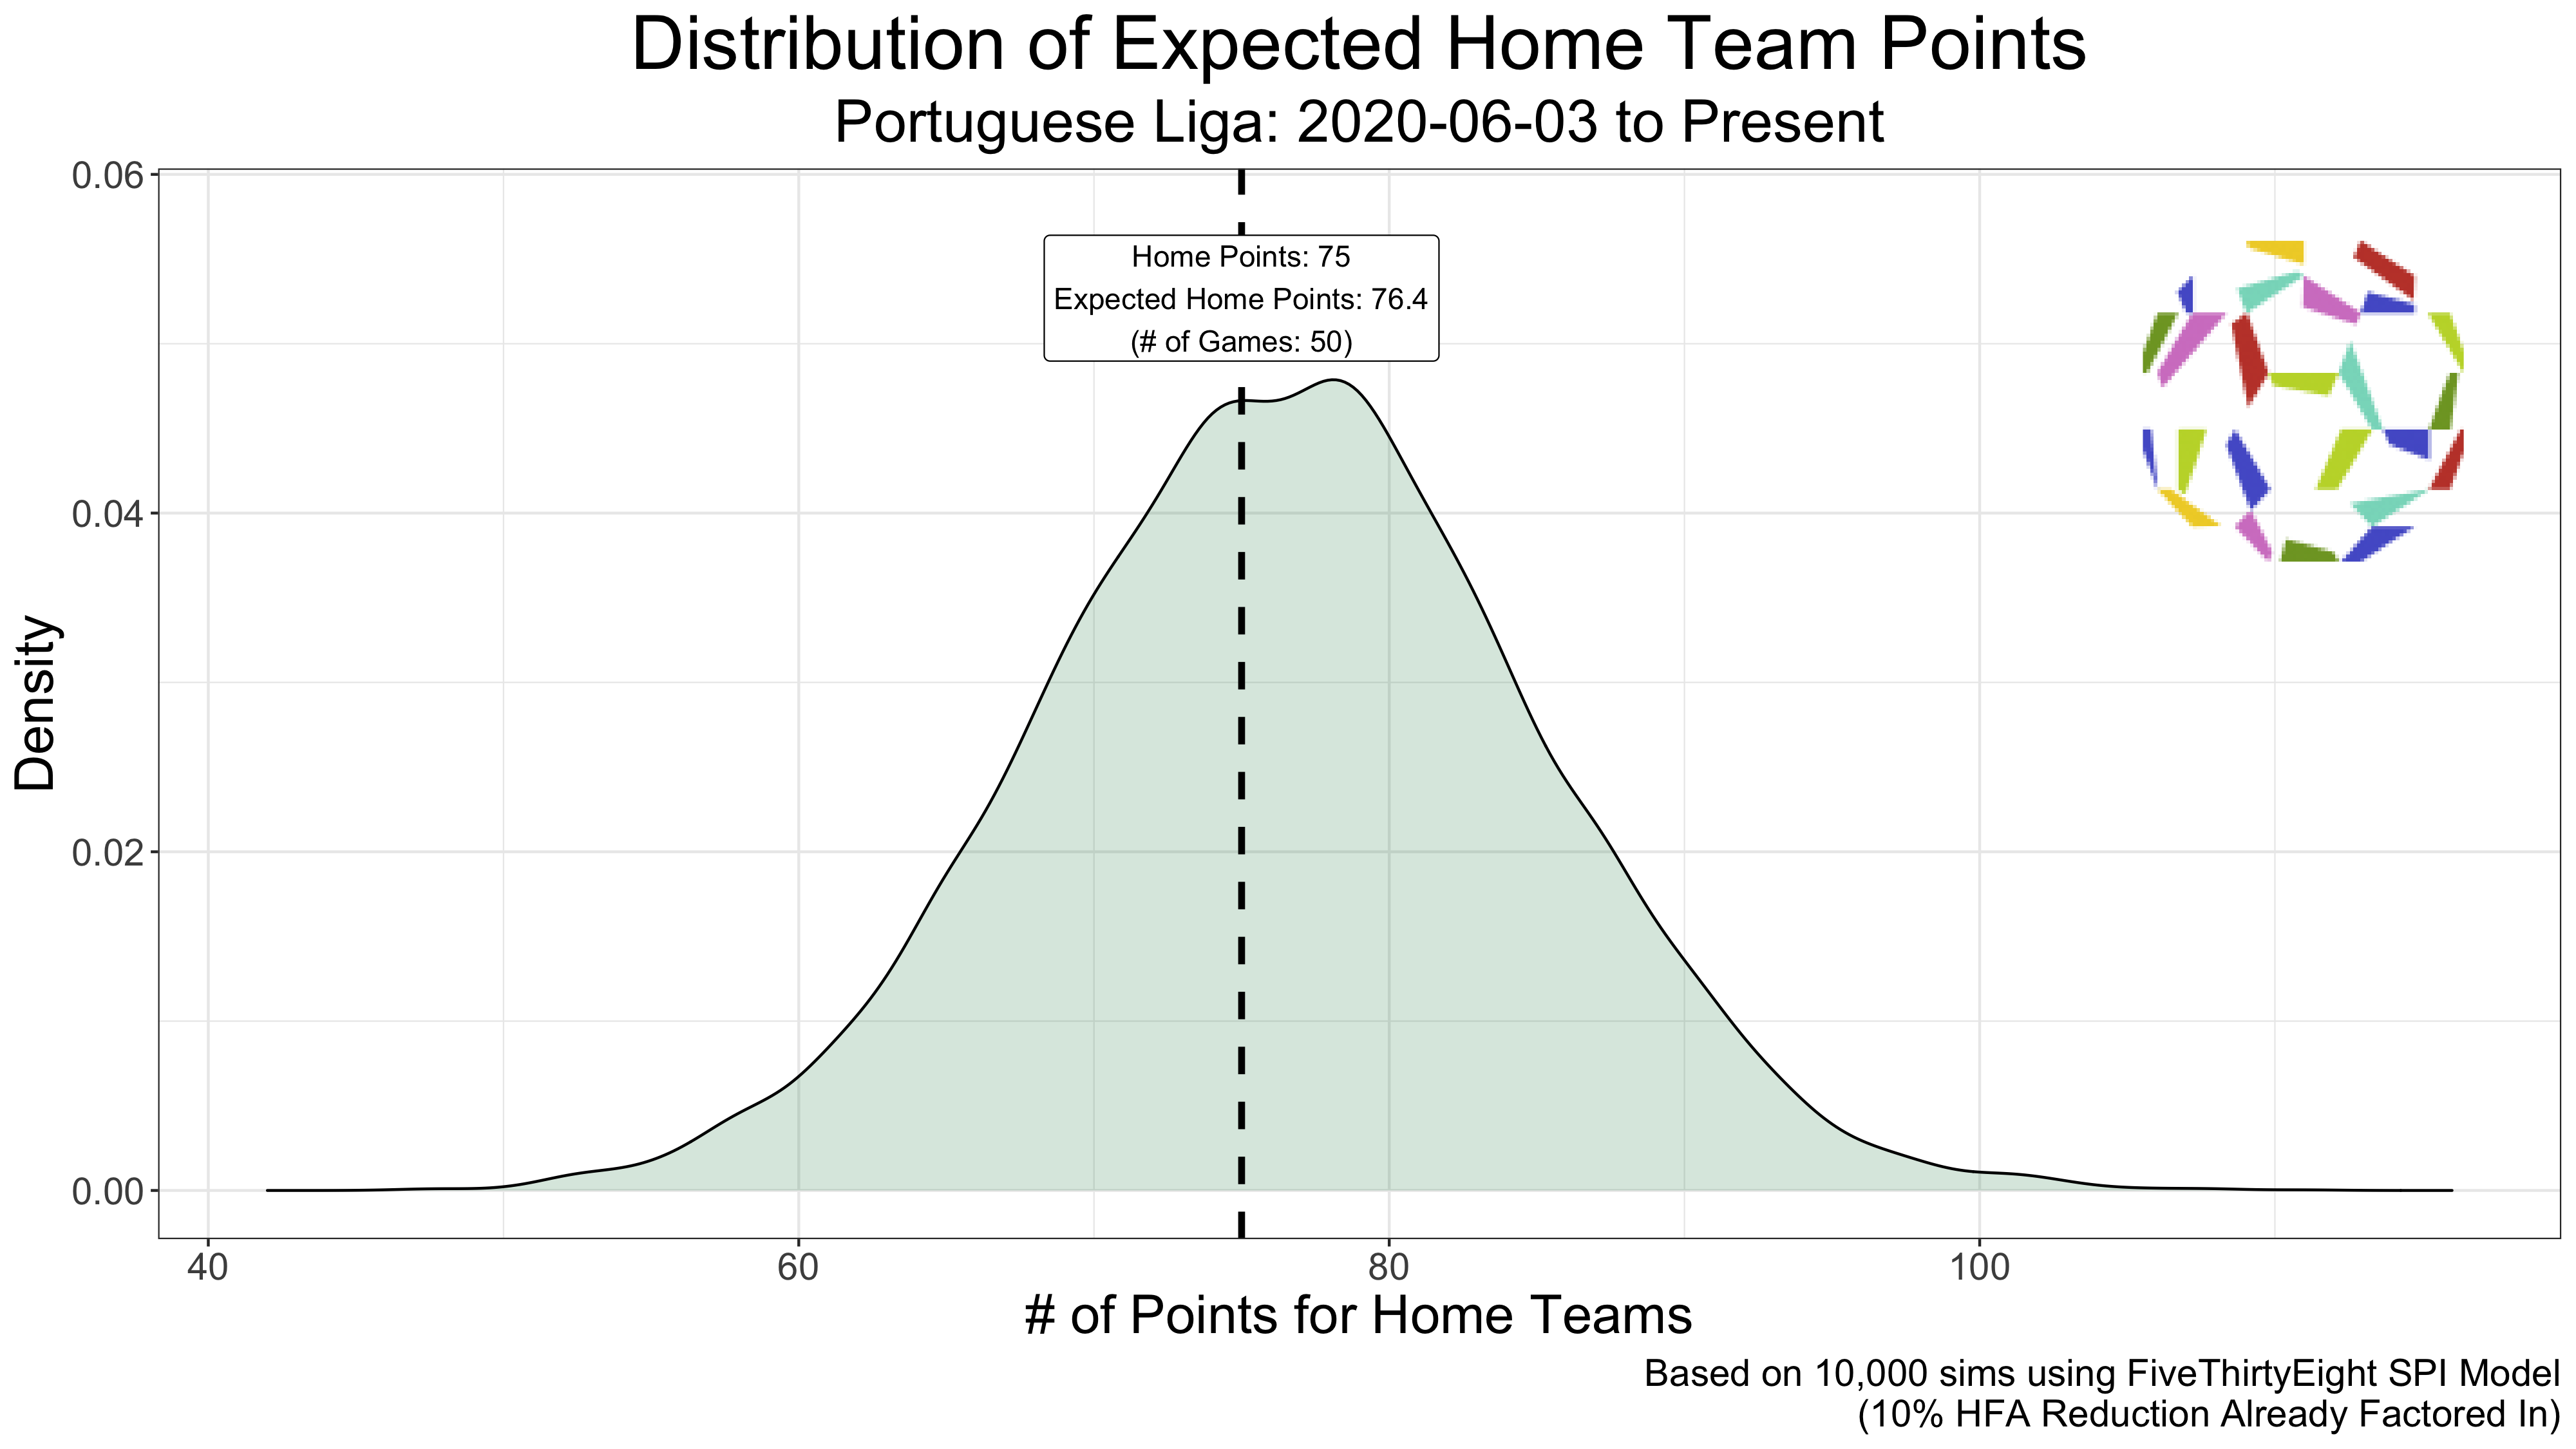 Distribution of Expected Home Team Points
Portuguese Liga: 2020-06-03 to Present
0.06
0.04
0.02
0.00
Density
Home Points: 75
Expected Home Points: 76.4
(# of Games: 50)
40 60 80 100
# of Points for Home Teams
Based on 10,000 sims using FiveThirtyEight SPI Model
(10% HFA Reduction Already Factored In)